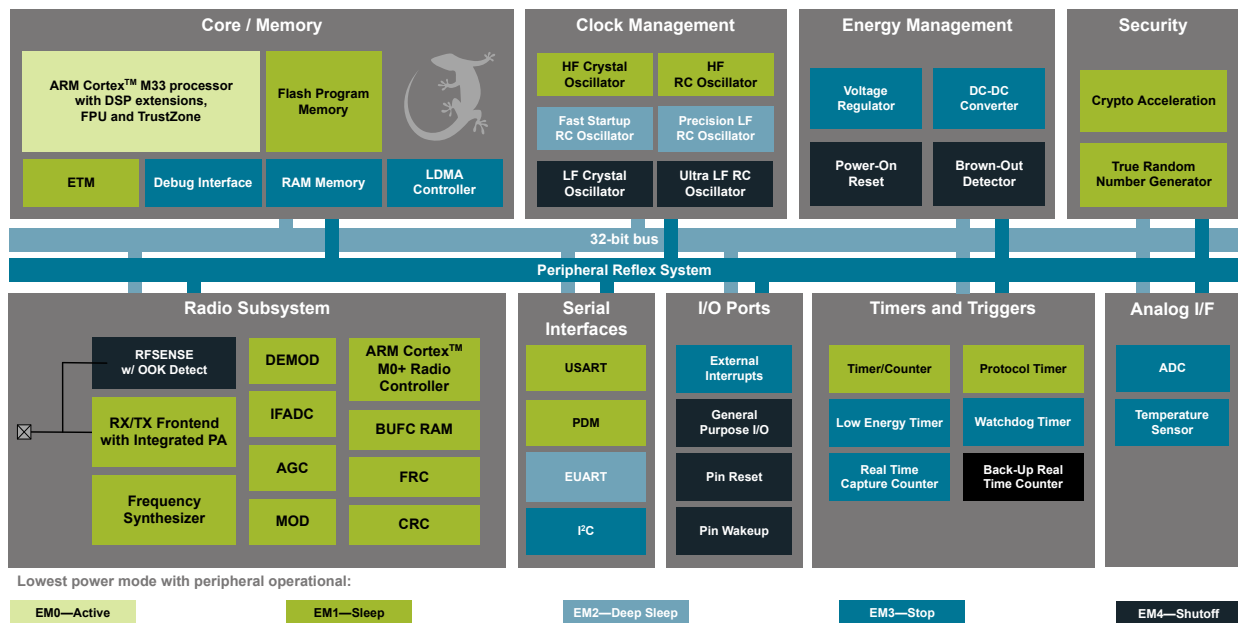 Core / Memory
ARM Cortex™ M33 processor
with DSP extensions,
FPU and TrustZone
Flash Program
Memory
ETM
Debug Interface
RAM Memory
LDMA
Controller
Clock Management
HF Crystal
Oscillator
HF
RC Oscillator
Fast Startup
RC Oscillator
Precision LF
RC Oscillator
LF Crystal
Oscillator
Ultra LF RC
Oscillator
Energy Management
Voltage
Regulator
DC-DC
Converter
Power-On
Reset
Brown-Out
Detector
Security
Crypto Acceleration
True Random
Number Generator
32-bit bus
Peripheral Reflex System
Radio Subsystem
RFSENSE
w/ OOK Detect
RX/TX Frontend
with Integrated PA
Frequency
Synthesizer
DEMOD
IFADC
AGC
MOD
ARM Cortex™
M0+ Radio
Controller
BUFC RAM
FRC
CRC
Serial
Interfaces
USART
PDM
EUART
I²C
I/O Ports
External
Interrupts
General
Purpose I/O
Pin Reset
Pin Wakeup
Timers and Triggers
Timer/Counter
Protocol Timer
Low Energy Timer
Watchdog Timer
Real Time
Capture Counter
Back-Up Real
Time Counter
Analog I/F
ADC
Temperature
Sensor
Lowest power mode with peripheral operational:
EM0—Active
EM1—Sleep
EM2—Deep Sleep
EM3—Stop
EM4—Shutoff